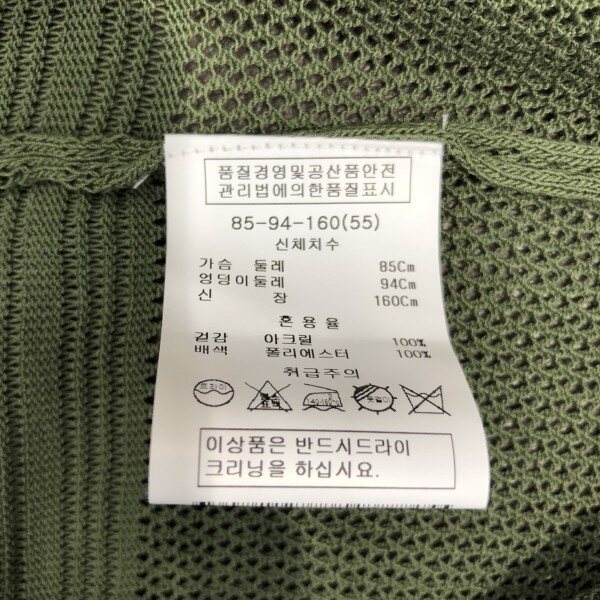 품질경영및공산품안전
관리법에의한품질표시
85-94-160(55)
신체치수
가슴 둘레 85Cm
엉덩이둘레 94Cm
신 장 160Cm
혼 용 율
겉감 아크릴 100%
배색 폴리에스터 100%
취급주의
드라이
이상품은 반드시드라이
크리닝을 하십시요.